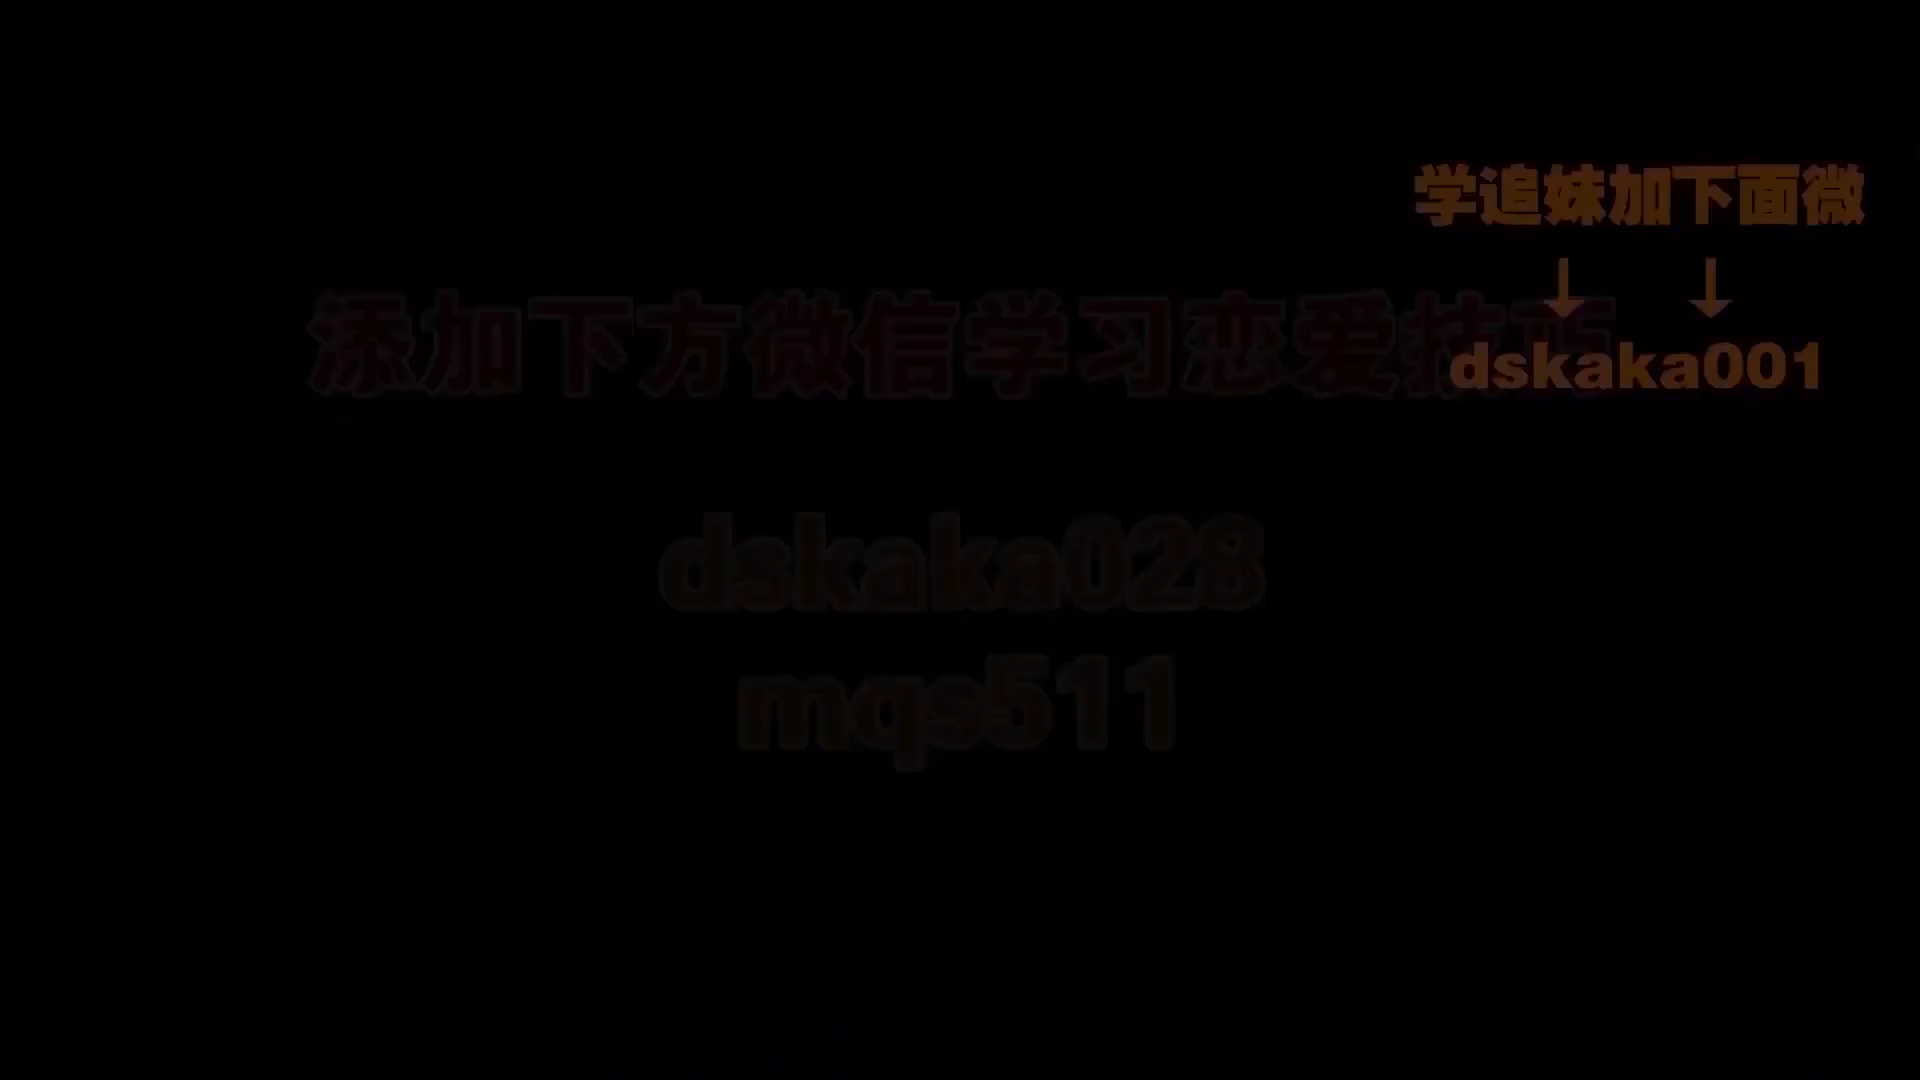 学追妹加下面微
↓ ↓
dskaka001
添加下方微信学习恋爱技巧
dskaka028
mqs511